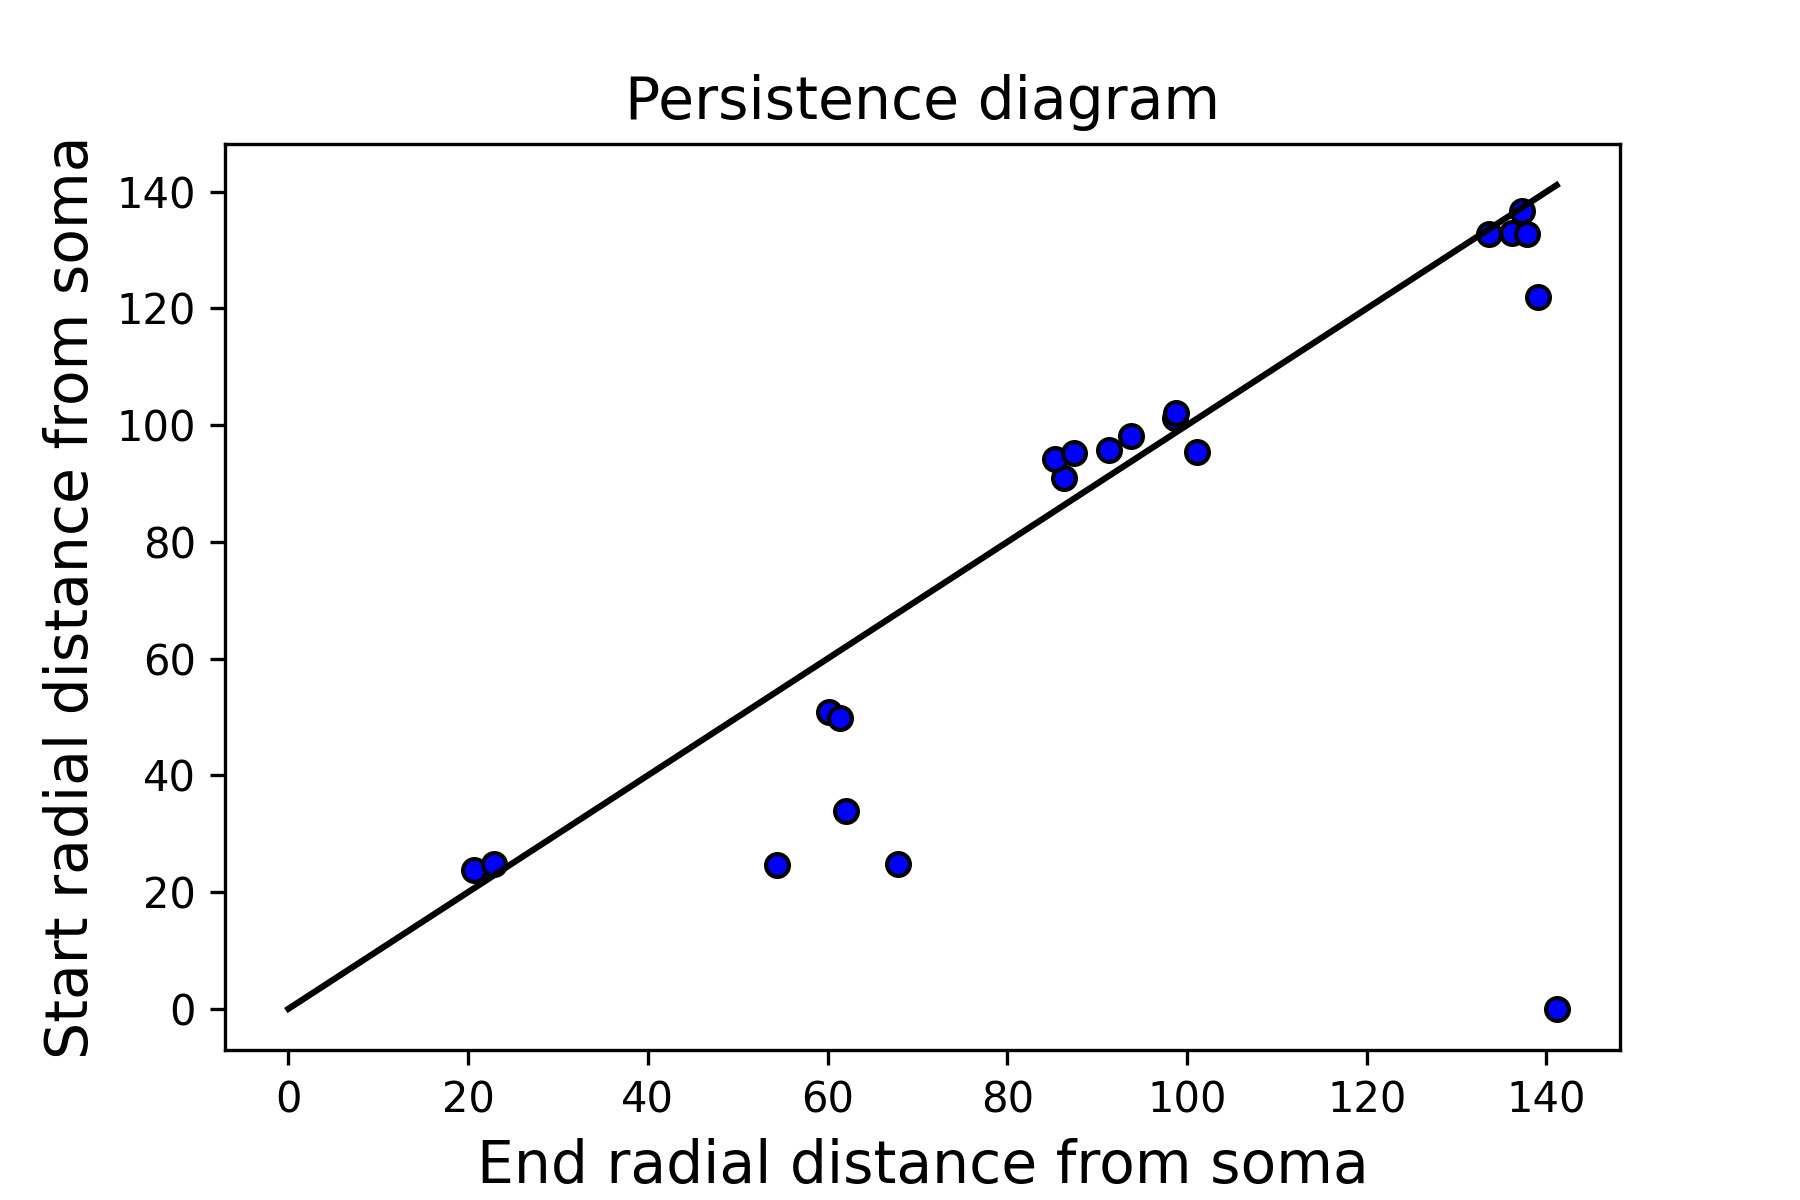 Persistence diagram
Start radial distance from soma
140
120
100
80
60
40
20
0
0 20 40 60 80 100 120 140
End radial distance from soma